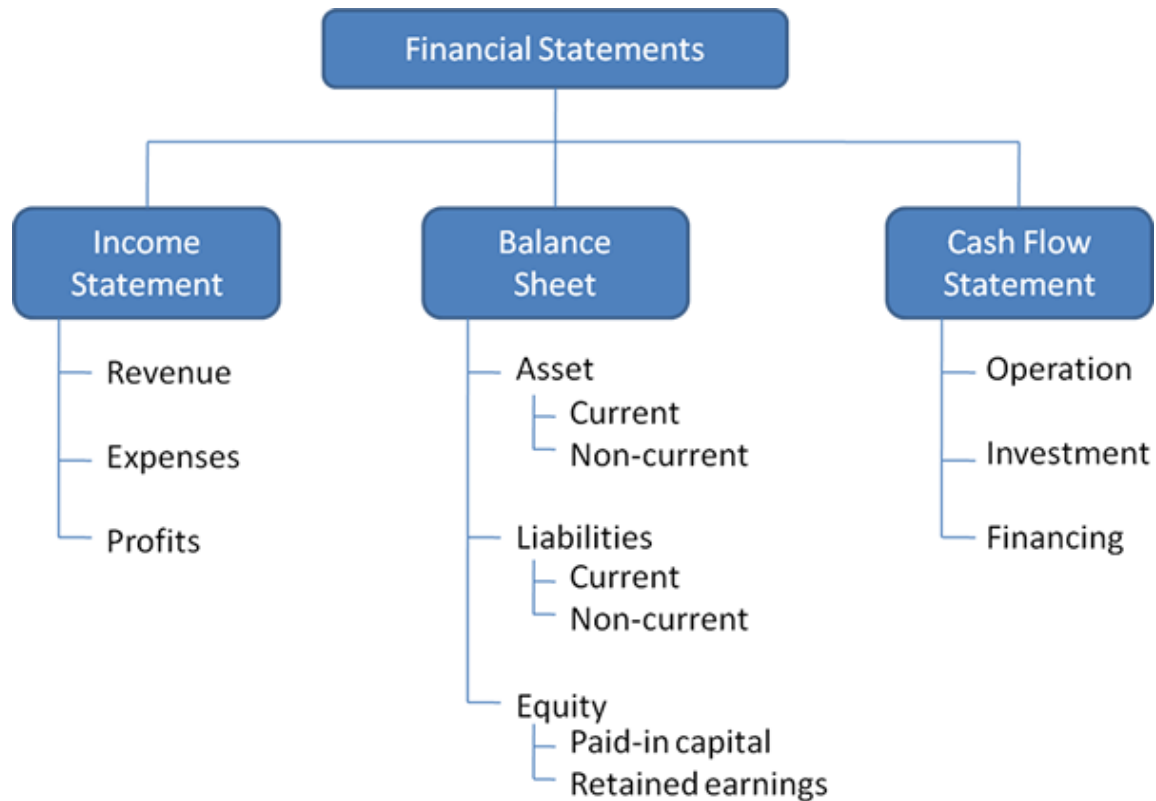 Financial Statements
Income
Statement
Revenue
Expenses
Profits
Balance
Sheet
Asset
Current
Non-current
Liabilities
Current
Non-current
Equity
Paid-in capital
Retained earnings
Cash Flow
Statement
Operation
Investment
Financing